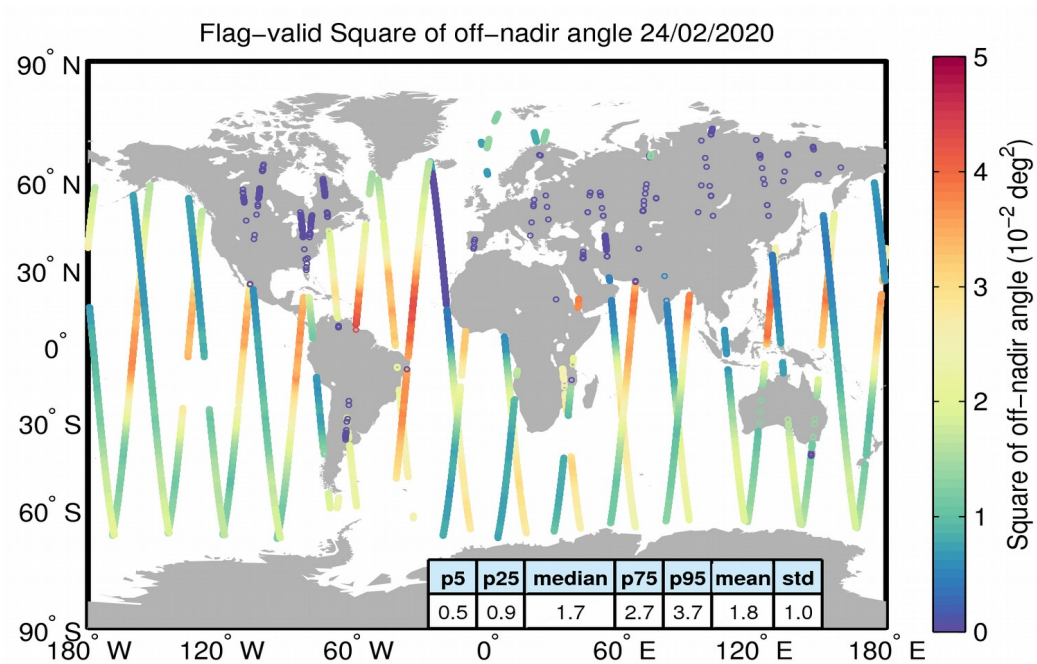 Flag−valid Square of off−nadir angle 24/02/2020
90° N
60° N
30° N
0°
30° S
60° S
90° S
180° W
120° W
60° W
0°
60° E
120° E
180° E
p5 p25 median p75 p95 mean std
0.5 0.9 1.7 2.7 3.7 1.8 1.0
5
4
3
2
1
0
Square of off−nadir angle (10⁻² deg²)